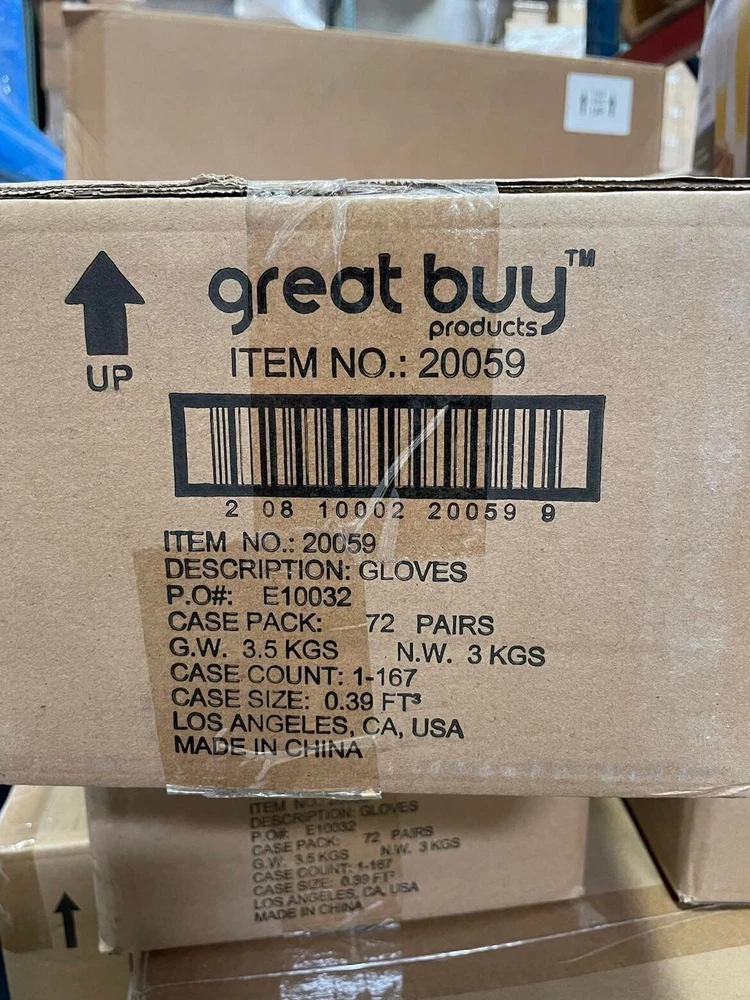 UP
great buy™
products
ITEM NO.: 20059
2 08 10002 20059 9
ITEM NO.: 20059
DESCRIPTION: GLOVES
P.O#: E10032
CASE PACK: 72 PAIRS
G.W. 3.5 KGS N.W. 3 KGS
CASE COUNT: 1-167
CASE SIZE: 0.39 FT³
LOS ANGELES, CA, USA
MADE IN CHINA
ITEM NO.:
DESCRIPTION: GLOVES
P.O#: E10032
CASE PACK: 72 PAIRS
G.W. 3.5 KGS N.W. 3 KGS
CASE COUNT: 1-167
CASE SIZE: 0.39 FT³
LOS ANGELES, CA, USA
MADE IN CHINA